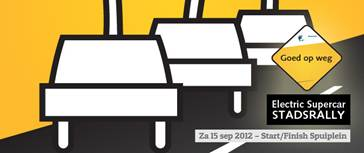 Goed op weg
Electric Supercar
STADSRALLY
Za 15 sep 2012 – Start/Finish Spuiplein